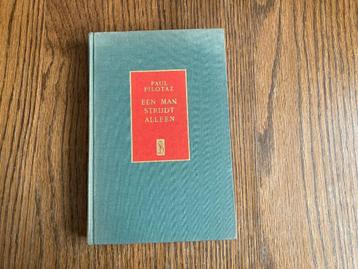 PAUL
PILOTAZ
EEN MAN
STRIJDT
ALLEEN